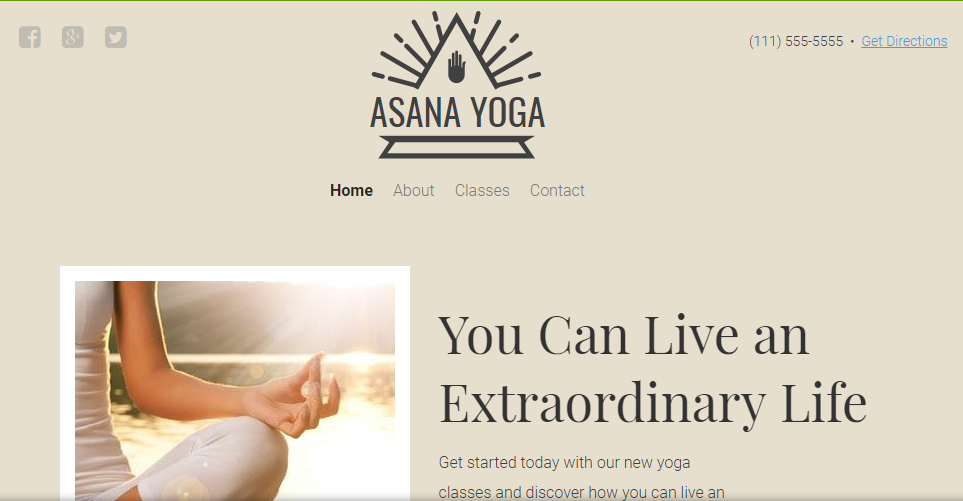 (111) 555-5555 • Get Directions
ASANA YOGA
Home About Classes Contact
You Can Live an
Extraordinary Life
Get started today with our new yoga
classes and discover how you can live an